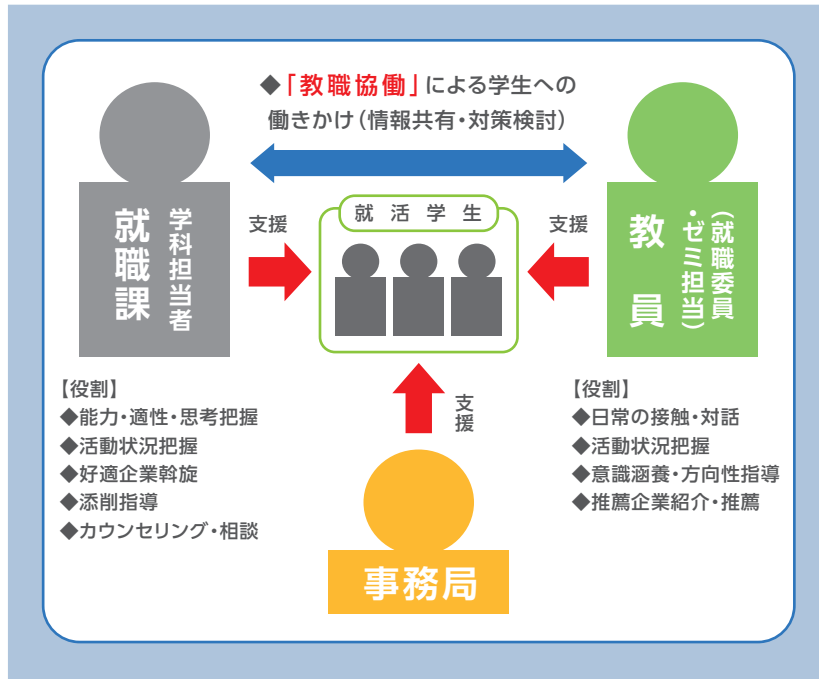 ◆「教職協働」による学生への
働きかけ（情報共有・対策検討）
就職課
学科担当者
支援
就活学生
支援
教員
（就職委員
・ゼミ担当）
【役割】
◆能力・適性・思考把握
◆活動状況把握
◆好適企業斡旋
◆添削指導
◆カウンセリング・相談
支援
【役割】
◆日常の接触・対話
◆活動状況把握
◆意識涵養・方向性指導
◆推薦企業紹介・推薦
事務局